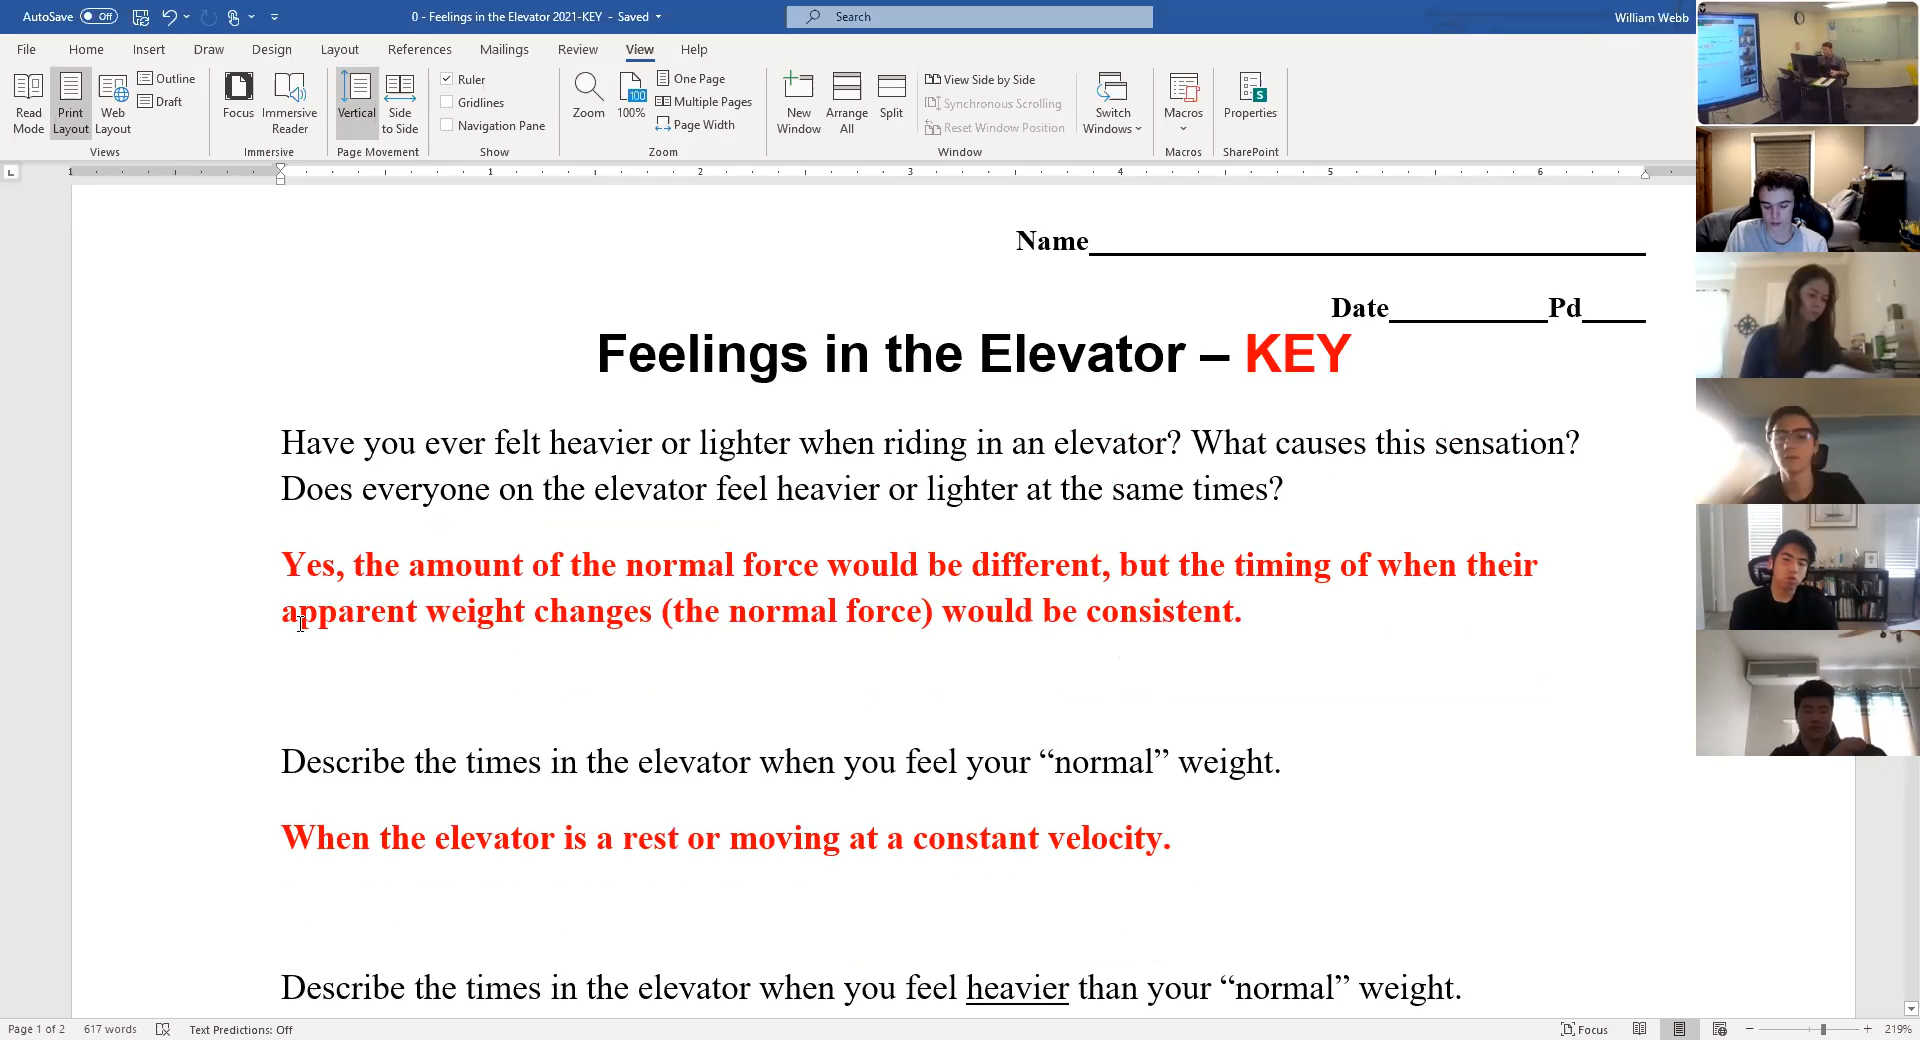 AutoSave Off 0 - Feelings in the Elevator 2021-KEY - Saved Search William Webb
File Home Insert Draw Design Layout References Mailings Review View Help
Read Mode
Print Layout
Web Layout
Outline
Draft
Views
Focus
Immersive Reader
Immersive
Vertical
Side to Side
Page Movement
Ruler
Gridlines
Navigation Pane
Show
Zoom
100
100%
One Page
Multiple Pages
Page Width
Zoom
New Window
Arrange All
Split
View Side by Side
Synchronous Scrolling
Reset Window Position
Switch Windows
Window
Macros
Macros
Properties
SharePoint
1 1 2 3 4 5 6
Name
Date Pd
Feelings in the Elevator – KEY
Have you ever felt heavier or lighter when riding in an elevator? What causes this sensation?
Does everyone on the elevator feel heavier or lighter at the same times?
Yes, the amount of the normal force would be different, but the timing of when their
apparent weight changes (the normal force) would be consistent.
Describe the times in the elevator when you feel your “normal” weight.
When the elevator is a rest or moving at a constant velocity.
Describe the times in the elevator when you feel heavier than your “normal” weight.
Page 1 of 2 617 words Text Predictions: Off Focus 219%